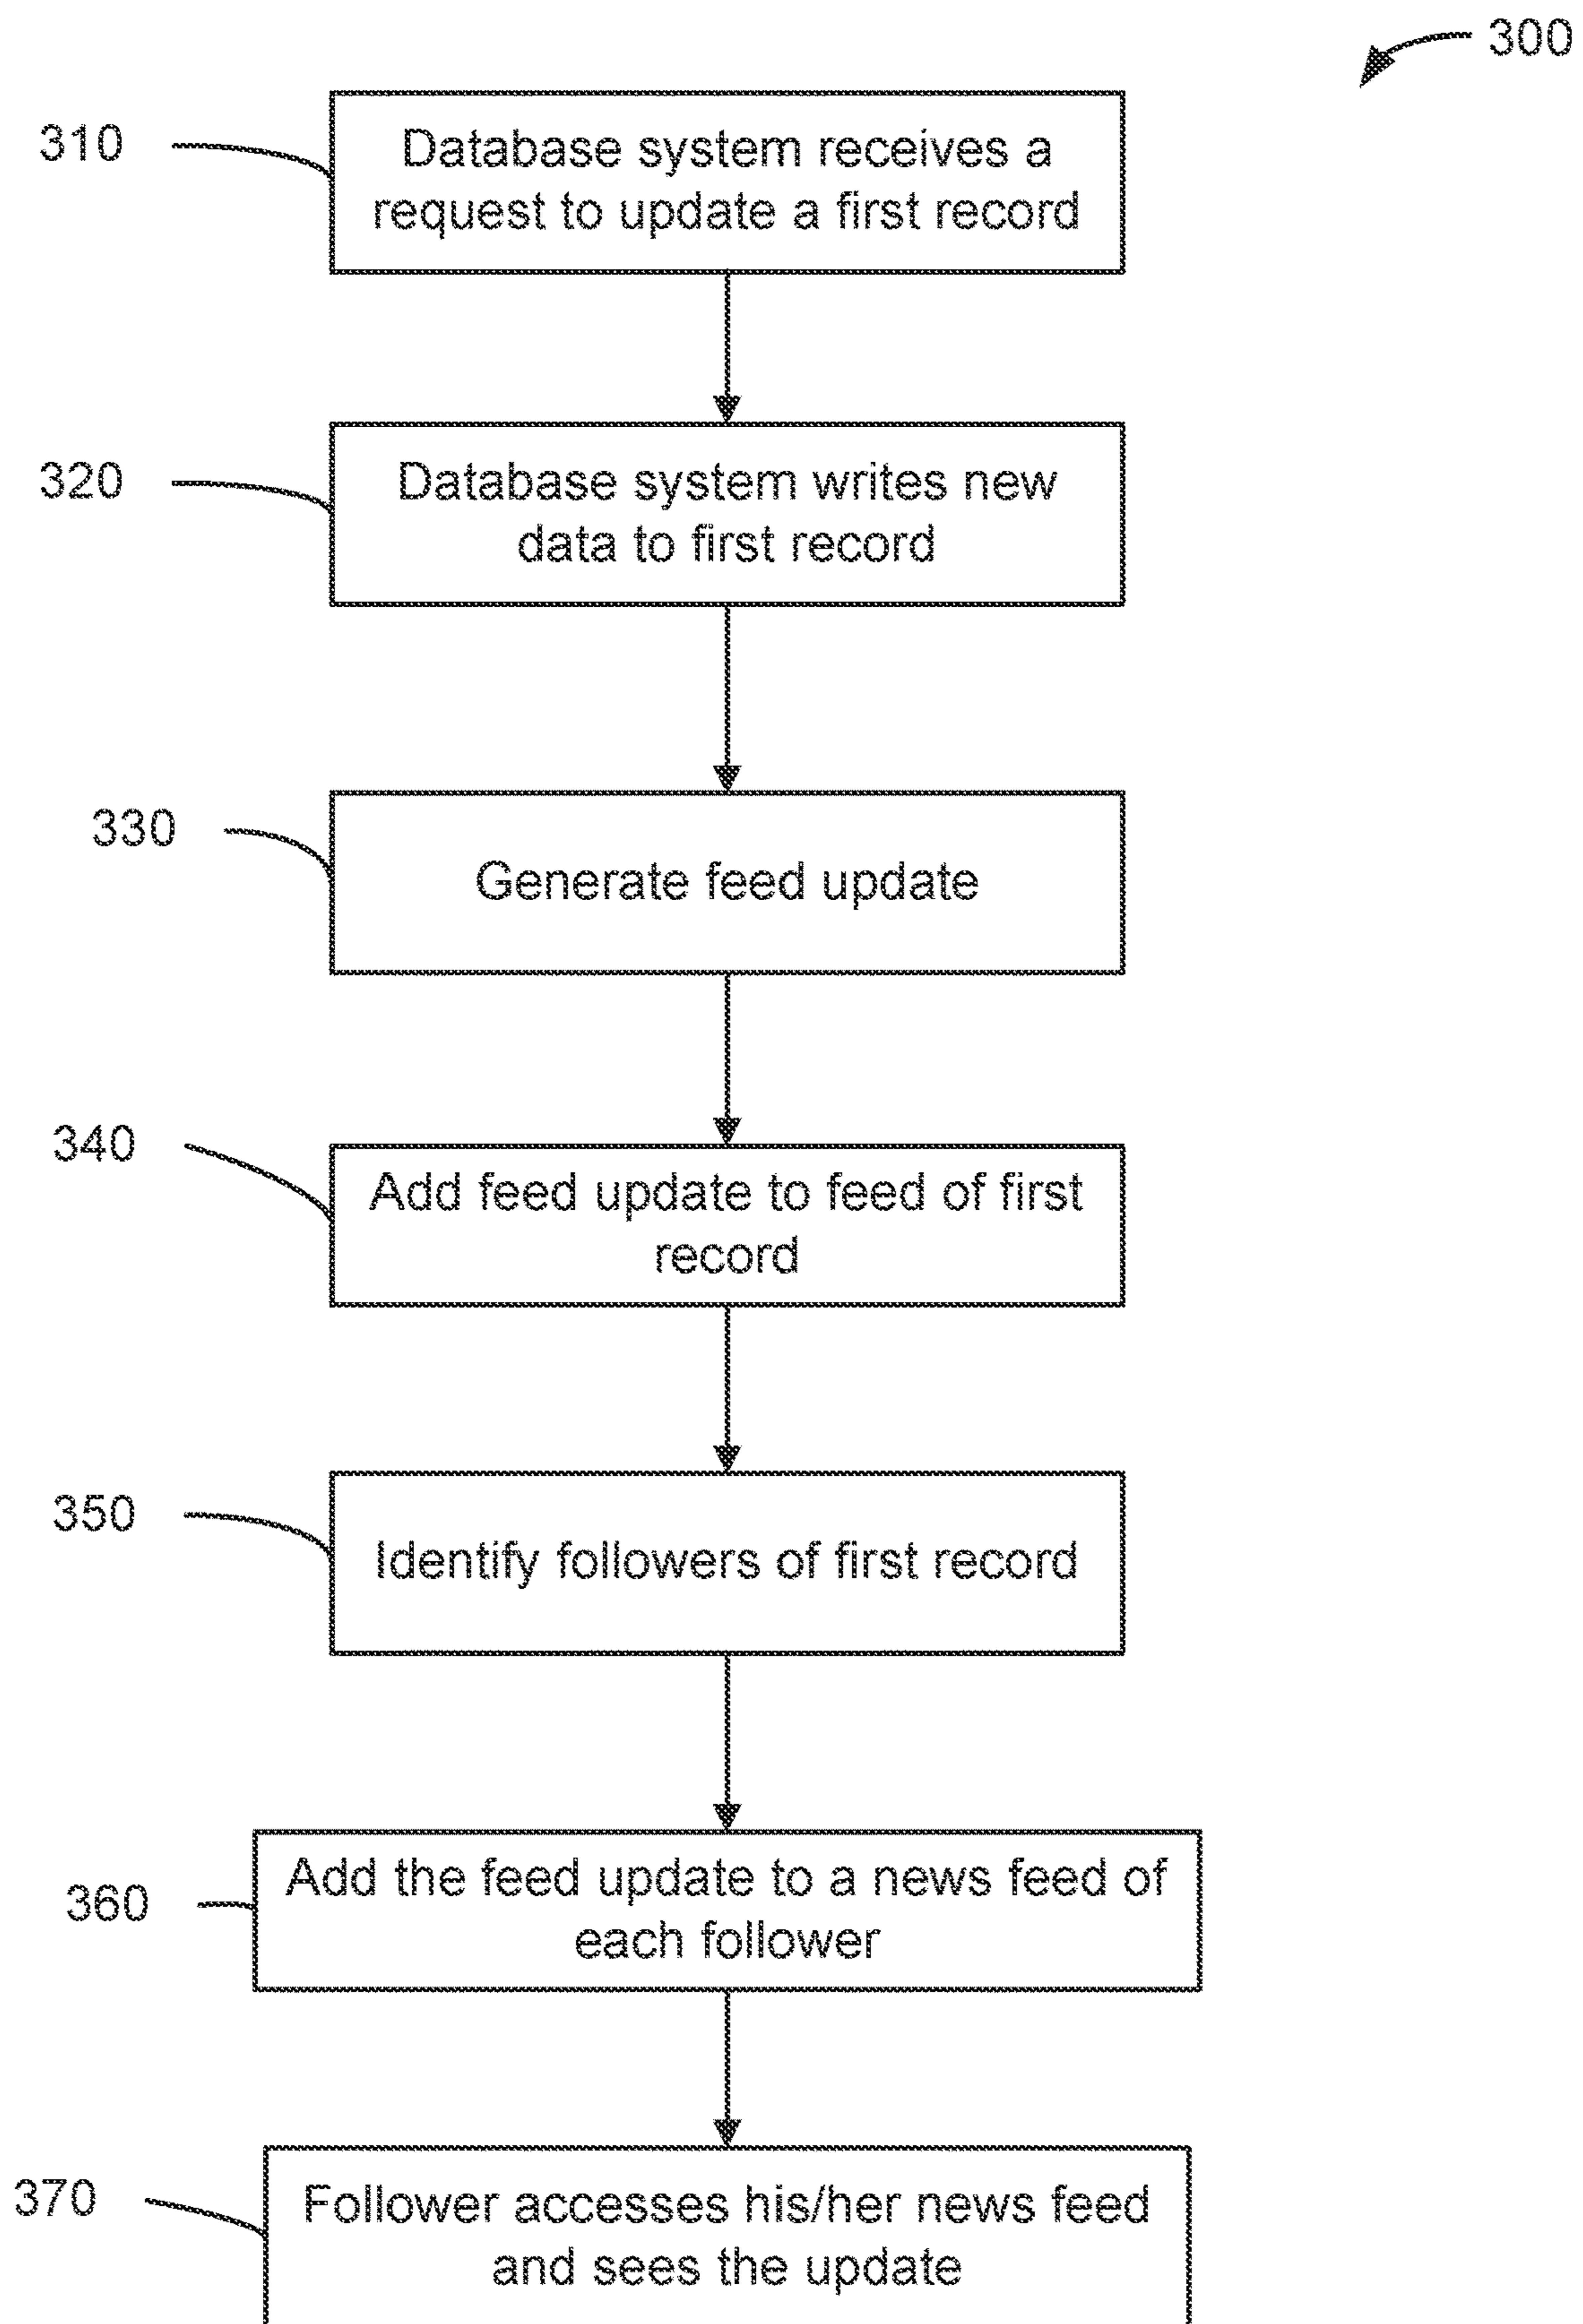 300
310
Database system receives a
request to update a first record
320
Database system writes new
data to first record
330
Generate feed update
340
Add feed update to feed of first
record
350
Identify followers of first record
360
Add the feed update to a news feed of
each follower
370
Follower accesses his/her news feed
and sees the update